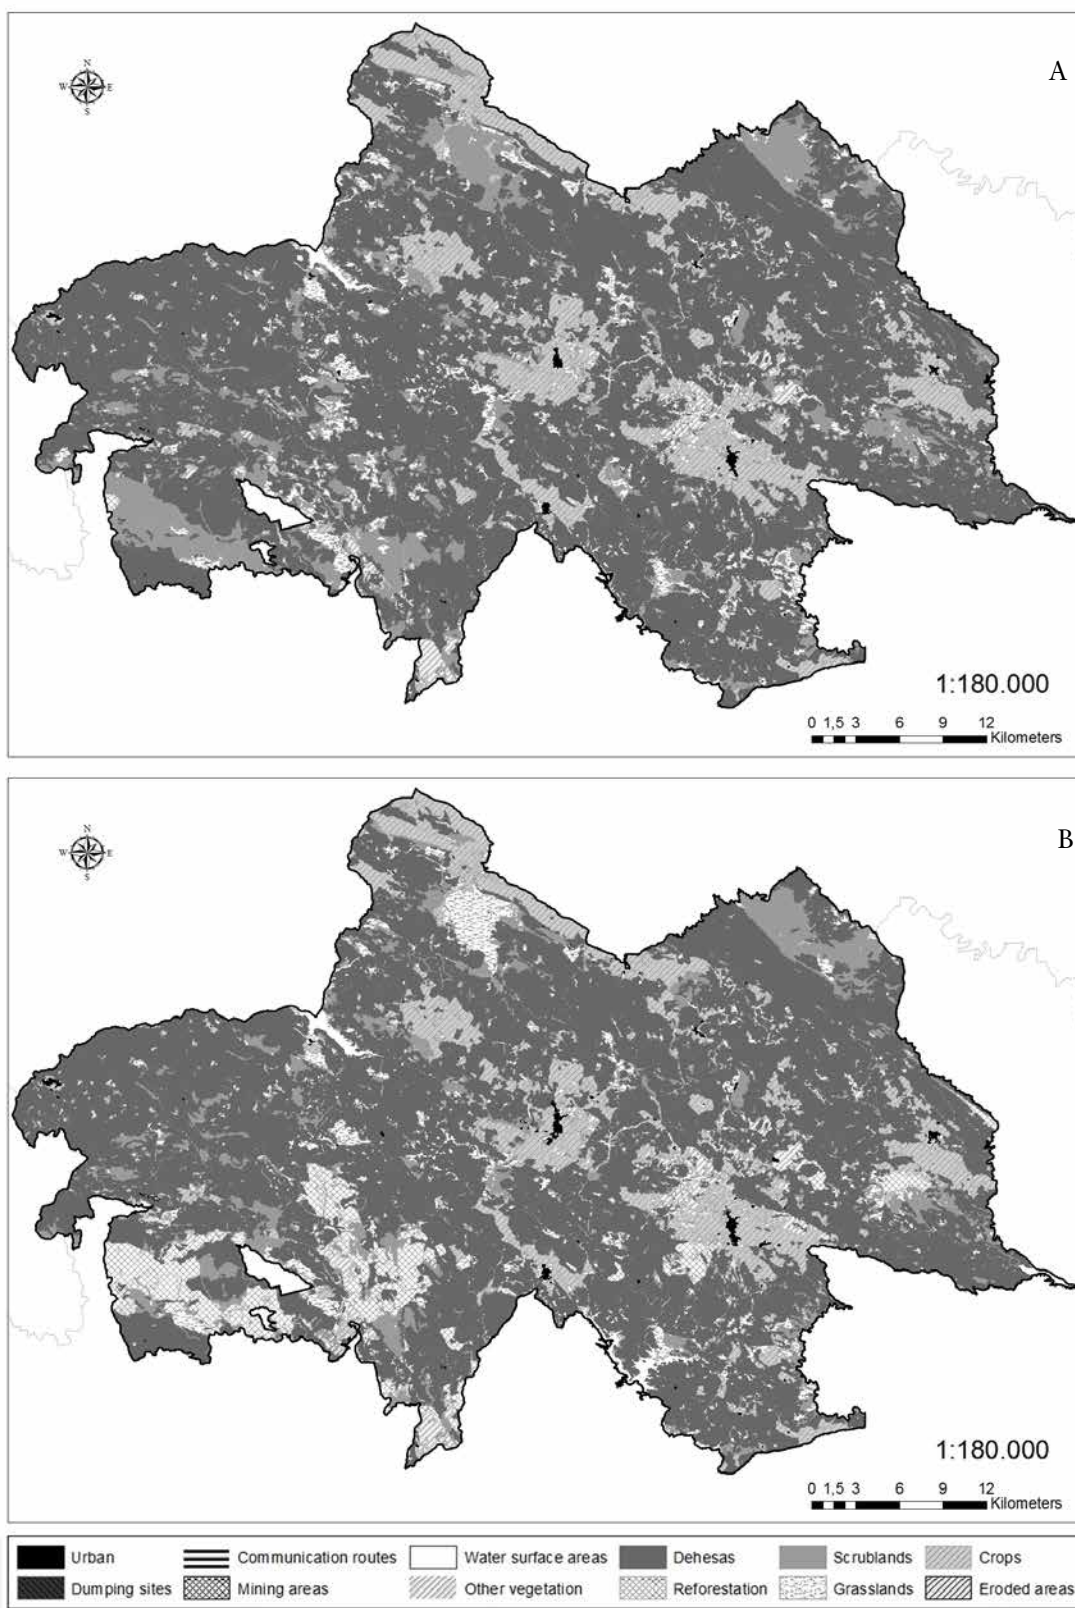 A
N
W E
S
1:180.000
0 1,5 3 6 9 12
Kilometers
B
N
W E
S
1:180.000
0 1,5 3 6 9 12
Kilometers
Urban Communication routes Water surface areas Dehesas Scrublands Crops
Dumping sites Mining areas Other vegetation Reforestation Grasslands Eroded areas